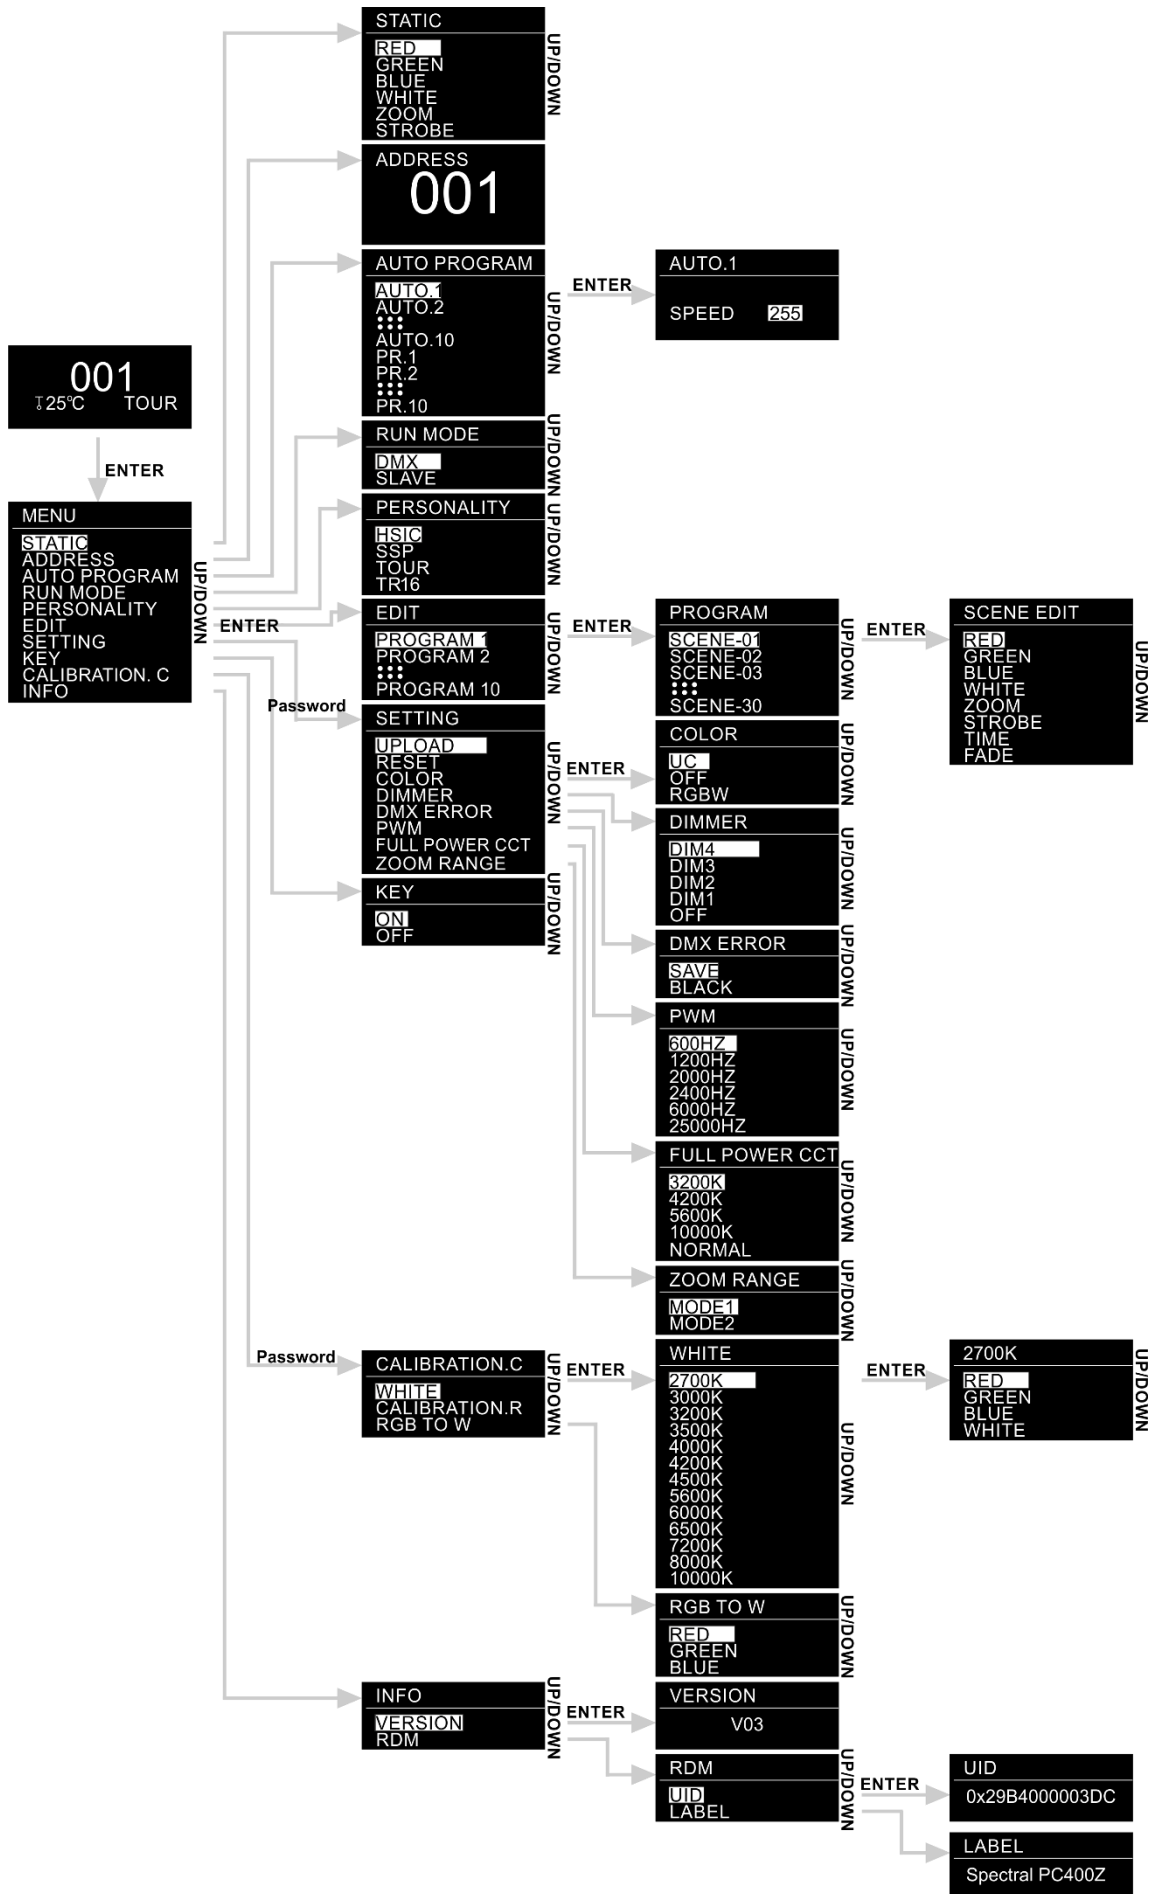 001
25℃ TOUR
ENTER
MENU
STATIC
ADDRESS
AUTO PROGRAM
RUN MODE
PERSONALITY
EDIT
SETTING
KEY
CALIBRATION. C
INFO
UP/DOWN
ENTER
Password
Password
STATIC
RED
GREEN
BLUE
WHITE
ZOOM
STROBE
UP/DOWN
ADDRESS
001
AUTO PROGRAM
AUTO.1
AUTO.2
AUTO.10
PR.1
PR.2
PR.10
UP/DOWN
ENTER
AUTO.1
SPEED 255
RUN MODE
DMX
SLAVE
UP/DOWN
PERSONALITY
HSIC
SSP
TOUR
TR16
UP/DOWN
EDIT
PROGRAM 1
PROGRAM 2
PROGRAM 10
UP/DOWN
ENTER
PROGRAM
SCENE-01
SCENE-02
SCENE-03
SCENE-30
UP/DOWN
ENTER
SCENE EDIT
RED
GREEN
BLUE
WHITE
ZOOM
STROBE
TIME
FADE
UP/DOWN
SETTING
UPLOAD
RESET
COLOR
DIMMER
DMX ERROR
PWM
FULL POWER CCT
ZOOM RANGE
UP/DOWN
ENTER
COLOR
UC
OFF
RGBW
UP/DOWN
DIMMER
DIM4
DIM3
DIM2
DIM1
OFF
UP/DOWN
DMX ERROR
SAVE
BLACK
UP/DOWN
PWM
600HZ
1200HZ
2000HZ
2400HZ
6000HZ
25000HZ
UP/DOWN
FULL POWER CCT
3200K
4200K
5600K
10000K
NORMAL
UP/DOWN
ZOOM RANGE
MODE1
MODE2
UP/DOWN
KEY
ON
OFF
UP/DOWN
CALIBRATION.C
WHITE
CALIBRATION.R
RGB TO W
UP/DOWN
ENTER
WHITE
2700K
3000K
3200K
3500K
4000K
4200K
4500K
5600K
6000K
6500K
7200K
8000K
10000K
UP/DOWN
ENTER
2700K
RED
GREEN
BLUE
WHITE
UP/DOWN
RGB TO W
RED
GREEN
BLUE
UP/DOWN
INFO
VERSION
RDM
UP/DOWN
ENTER
VERSION
V03
RDM
UID
LABEL
UP/DOWN
ENTER
UID
0x29B4000003DC
LABEL
Spectral PC400Z